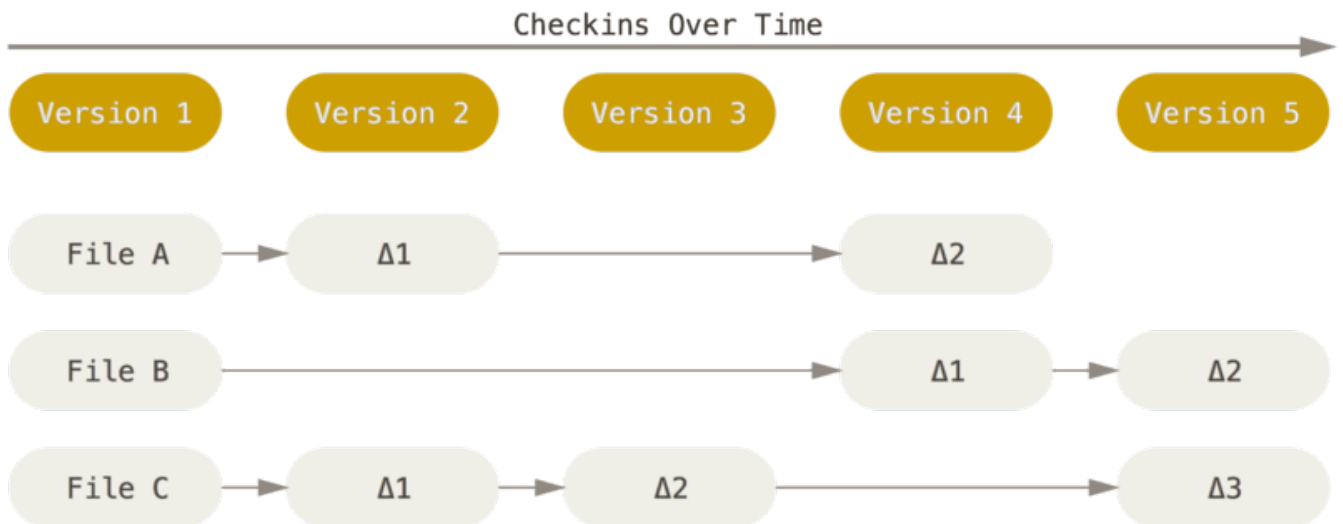 Checkins Over Time
Version 1 Version 2 Version 3 Version 4 Version 5
File A Δ1 Δ2
File B Δ1 Δ2
File C Δ1 Δ2 Δ3